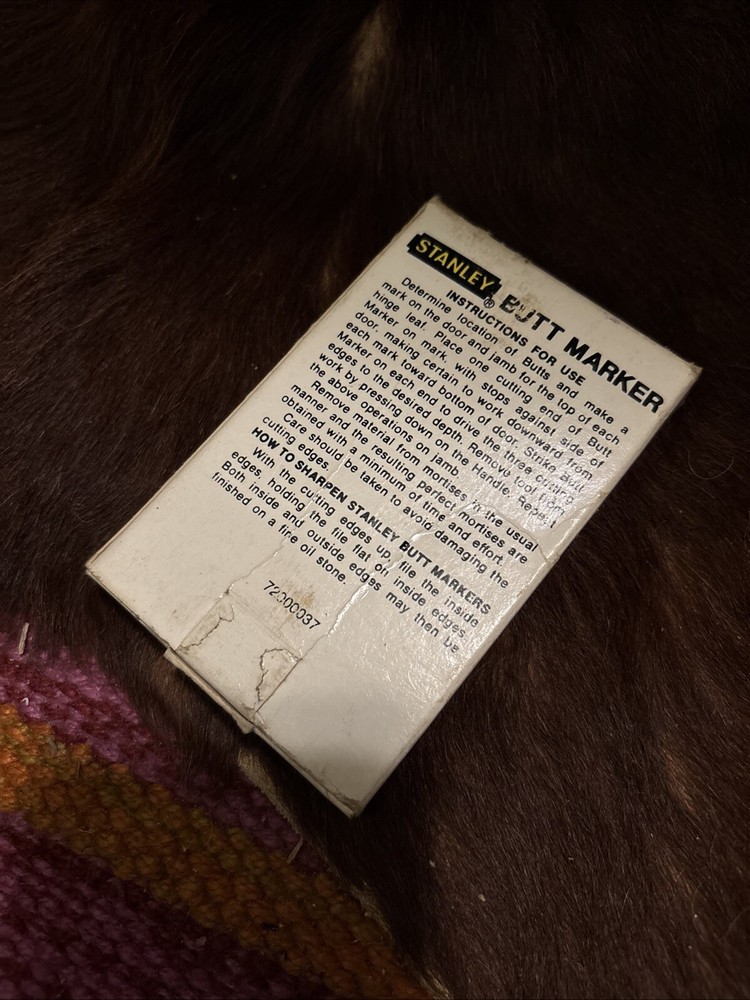 STANLEY® BUTT MARKER
INSTRUCTIONS FOR USE
Determine location of Butts, and make a
mark on the door and jamb for the top of each
hinge leaf. Place one cutting end of Butt
Marker on mark, with stops against side of
door, making certain to work downward from
each mark toward bottom of door. Stroke Butt
Marker on each end to drive the three cutting
edges to the desired depth. Remove tool from
work by pressing down on the Handle. Repeat
the above operations on jamb.
Remove material from mortises in the usual
manner and the resulting perfect mortises are
obtained with a minimum of time and effort.
Care should be taken to avoid damaging the
cutting edges.
HOW TO SHARPEN STANLEY BUTT MARKERS
With the cutting edges up, file the inside
edges, holding the file flat on inside edges
Both inside and outside edges may then be
finished on a fine oil stone.
72000037